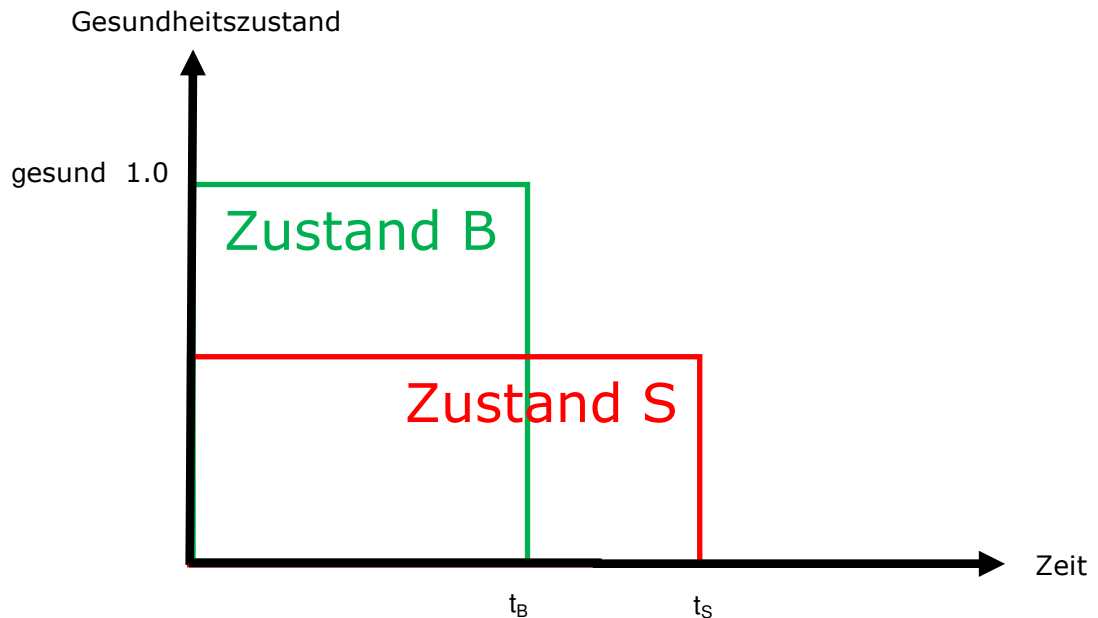 Gesundheitszustand
gesund 1.0
Zustand B
Zustand S
Zeit
tB
tS